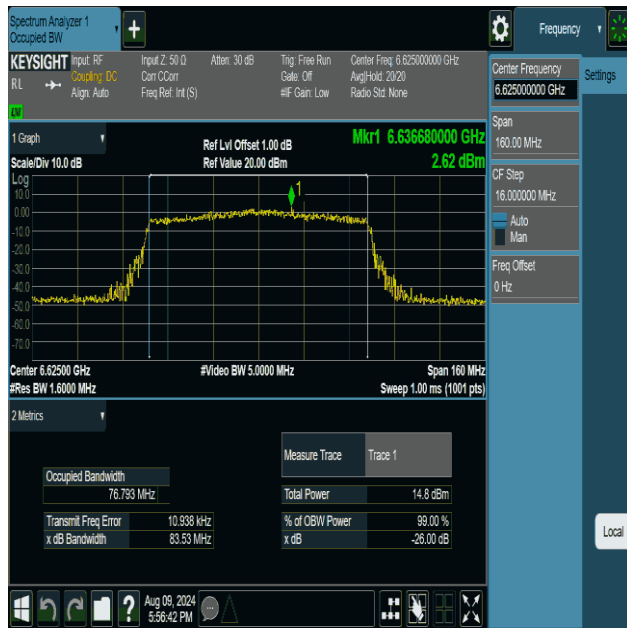 Spectrum Analyzer 1
Occupied BW
+
Frequency
KEYSIGHT
RL
Input: RF
Coupling: DC
Align: Auto
Input Z: 50 Ω
Corr CCorr
Freq Ref: Int (S)
Atten: 30 dB
Trig: Free Run
Gate: Off
#IF Gain: Low
Center Freq: 6.625000000 GHz
Avg|Hold: 20/20
Radio Std: None
LW
Center Frequency
6.625000000 GHz
Settings
Span
160.00 MHz
CF Step
16.000000 MHz
Auto
Man
Freq Offset
0 Hz
Local
1 Graph
Scale/Div 10.0 dB
Ref Lvl Offset 1.00 dB
Ref Value 20.00 dBm
Mkr1 6.636680000 GHz
2.62 dBm
Log
1
10.0
0.00
-10.0
-20.0
-30.0
-40.0
-50.0
-60.0
-70.0
Center 6.62500 GHz
#Res BW 1.6000 MHz
#Video BW 5.0000 MHz
Span 160 MHz
Sweep 1.00 ms (1001 pts)
2 Metrics
Measure Trace Trace 1
Occupied Bandwidth
76.793 MHz
Total Power 14.8 dBm
Transmit Freq Error 10.938 kHz
% of OBW Power 99.00 %
x dB Bandwidth 83.53 MHz
x dB -26.00 dB
?
Aug 09, 2024
5:56:42 PM